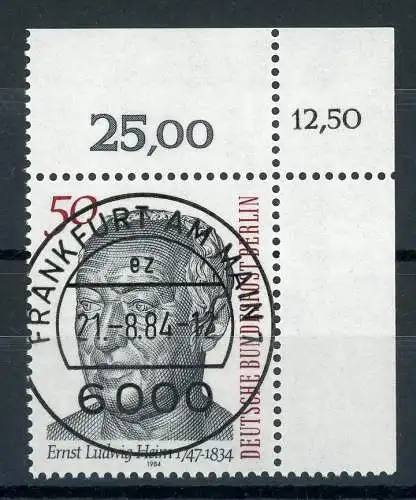 25,00
12,50
50
DEUTSCHE BUNDESPOST BERLIN
FRANKFURT AM MAIN 1
ez
21.-8.84-12
6000
Ernst Ludwig Heim 1747-1834
1984